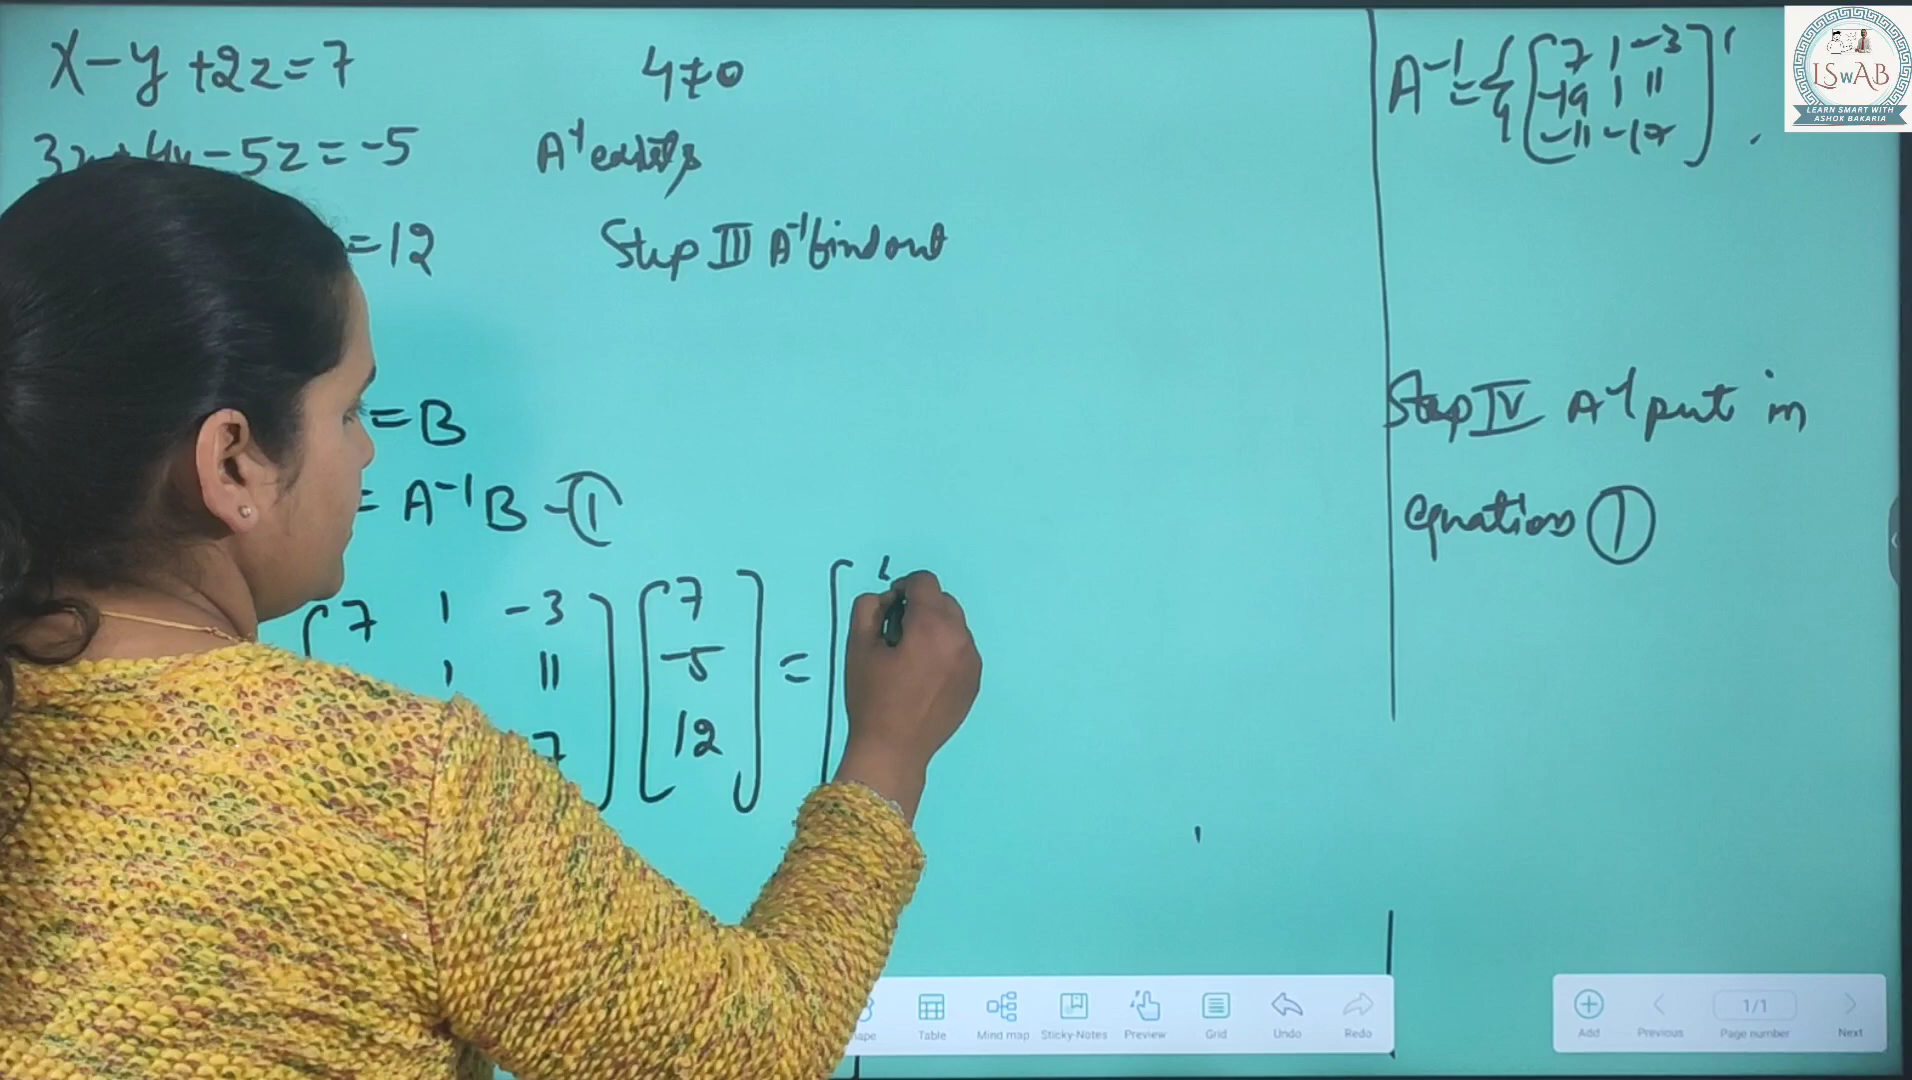 x-y+2z=7
3x+4y-5z=-5
=12
=B
= A⁻¹B -①
7 1 -3
1 11
7
7
-5
12
=
4≠0
A⁻¹ exists
Step III A⁻¹ find out
A⁻¹=1/4 [7 1 -3
-19 1 11
-11 -1 7]
Step IV A⁻¹ put in
equation ①
LSWAB
LEARN SMART WITH
ASHOK BAKARIA
Table Mind map Sticky-Notes Preview Grid Undo Redo
1/1
Add Previous Page number Next